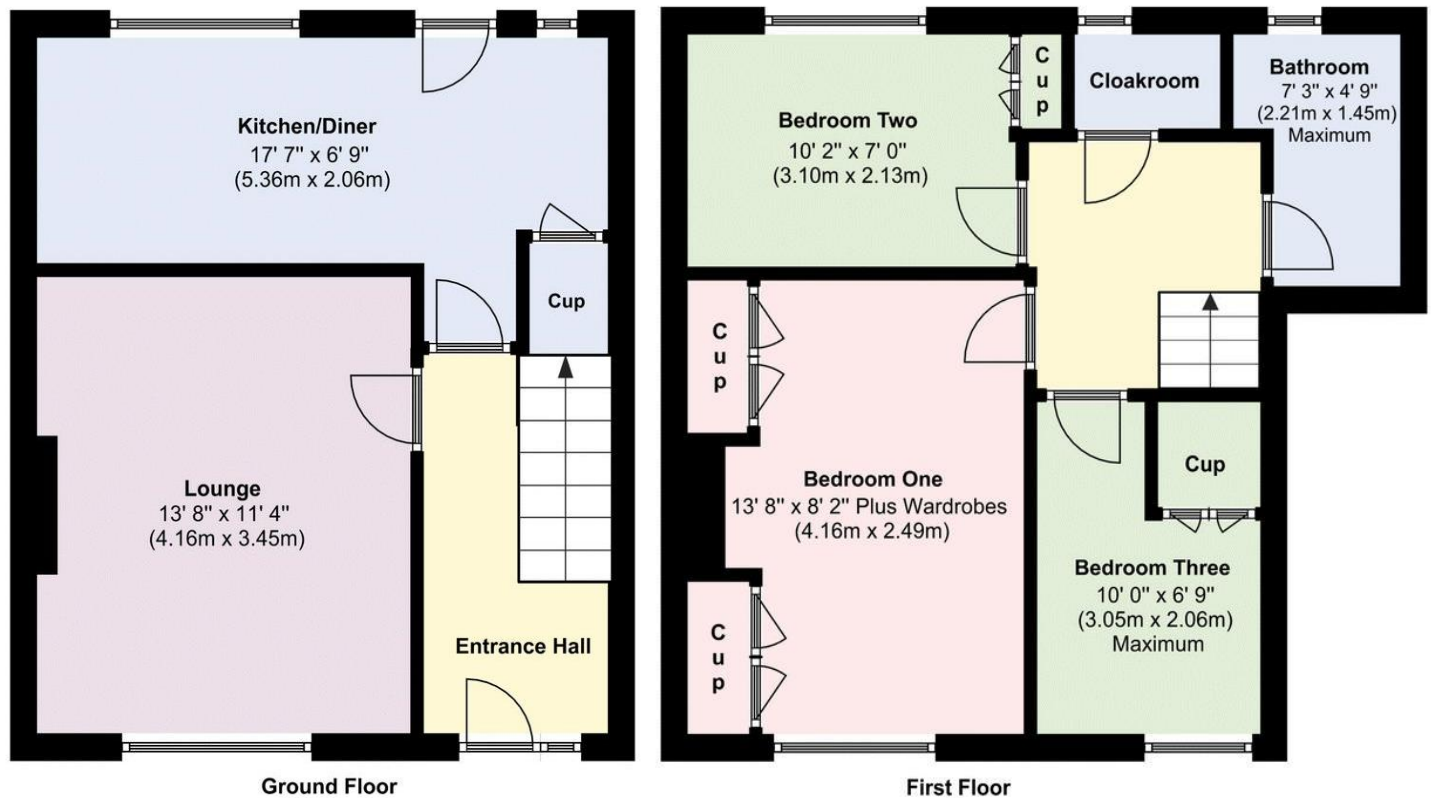 Kitchen/Diner
17' 7" x 6' 9"
(5.36m x 2.06m)
Cup
Lounge
13' 8" x 11' 4"
(4.16m x 3.45m)
Entrance Hall
Ground Floor
Bedroom Two
10' 2" x 7' 0"
(3.10m x 2.13m)
C
u
p
Cloakroom
Bathroom
7' 3" x 4' 9"
(2.21m x 1.45m)
Maximum
C
u
p
Bedroom One
13' 8" x 8' 2" Plus Wardrobes
(4.16m x 2.49m)
C
u
p
Cup
Bedroom Three
10' 0" x 6' 9"
(3.05m x 2.06m)
Maximum
First Floor